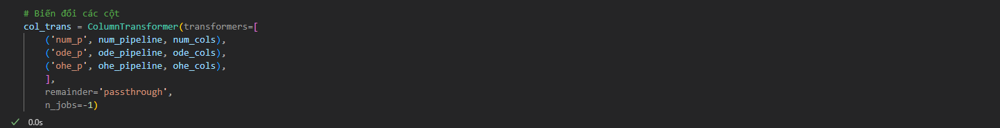 # Biến đổi các cột
col_trans = ColumnTransformer(transformers=[
    ('num_p', num_pipeline, num_cols),
    ('ode_p', ode_pipeline, ode_cols),
    ('ohe_p', ohe_pipeline, ohe_cols),
    ],
    remainder='passthrough',
    n_jobs=-1)
0.0s